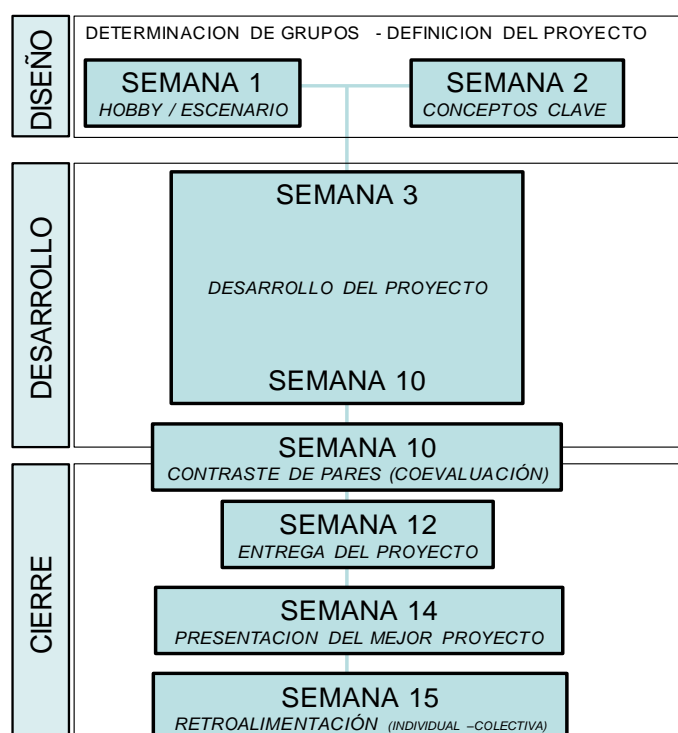 DISEÑO
DETERMINACION DE GRUPOS - DEFINICION DEL PROYECTO
SEMANA 1
HOBBY / ESCENARIO
SEMANA 2
CONCEPTOS CLAVE
DESARROLLO
SEMANA 3
DESARROLLO DEL PROYECTO
SEMANA 10
SEMANA 10
CONTRASTE DE PARES (COEVALUACIÓN)
CIERRE
SEMANA 12
ENTREGA DEL PROYECTO
SEMANA 14
PRESENTACION DEL MEJOR PROYECTO
SEMANA 15
RETROALIMENTACIÓN (INDIVIDUAL –COLECTIVA)